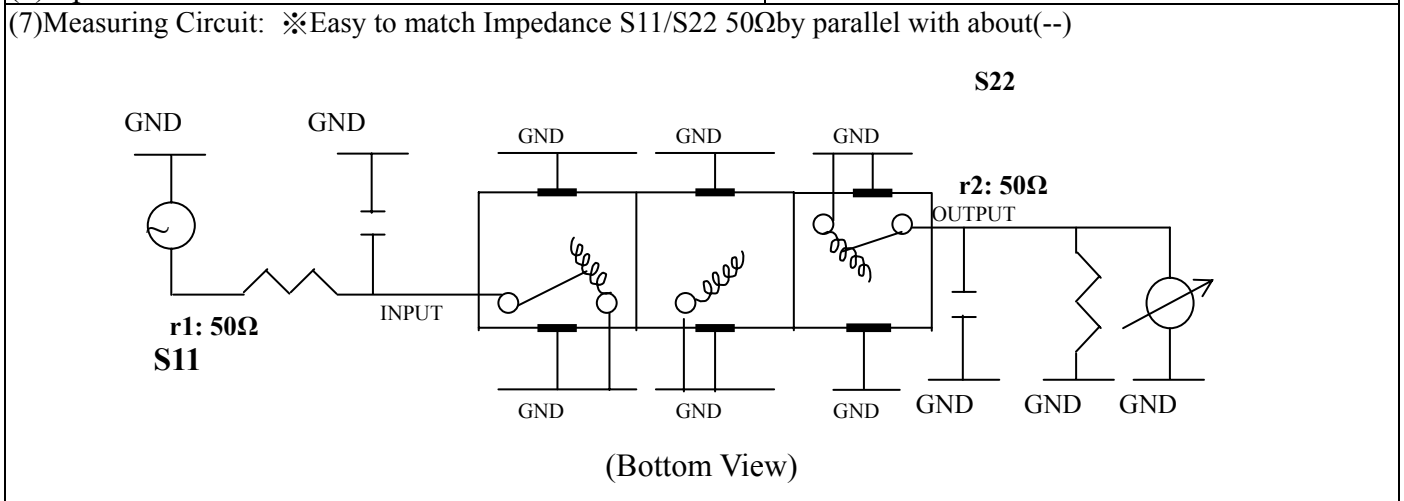 (7)Measuring Circuit: ※Easy to match Impedance S11/S22 50Ωby parallel with about(--)
S22
GND GND GND GND GND
r2: 50Ω
OUTPUT
INPUT
r1: 50Ω
S11
GND GND GND GND GND GND
(Bottom View)